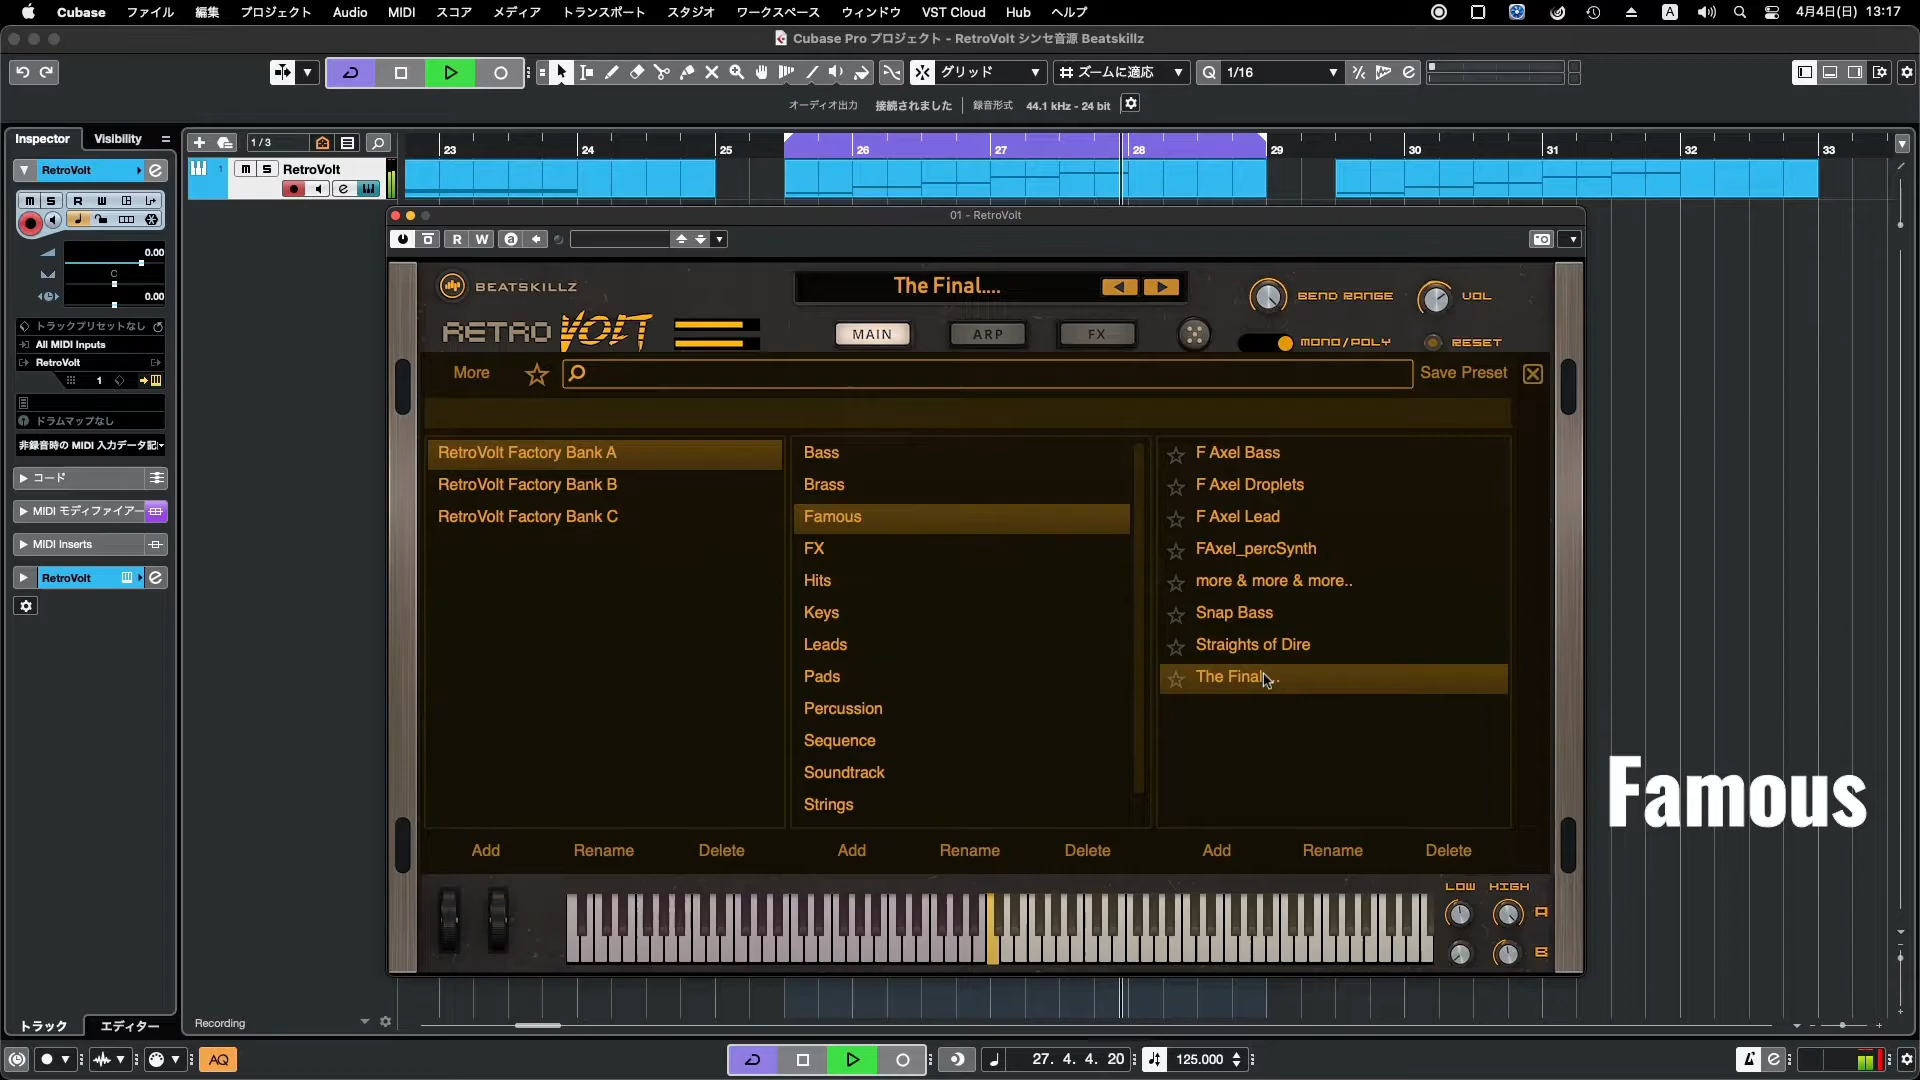 Cubase ファイル 編集 プロジェクト Audio MIDI スコア メディア トランスポート スタジオ ワークスペース ウィンドウ VST Cloud Hub ヘルプ A 4月4日(日) 13:17
Cubase Pro プロジェクト - RetroVolt シンセ音源 Beatskillz
グリッド ズームに適応 Q 1/16
オーディオ出力 接続されました 録音形式 44.1 kHz - 24 bit
Inspector Visibility 1/3 23 24 25 26 27 28 29 30 31 32 33
RetroVolt 1 M S RetroVolt
M S R W
0.00
C
0.00
トラックプリセットなし
All MIDI Inputs
RetroVolt
1
ドラムマップなし
非録音時の MIDI 入力データ記
コード
MIDI モディファイアー
MIDI Inserts
RetroVolt
01 - RetroVolt
R W a
BEATSKILLZ
The Final....
BEND RANGE VOL
RETRO VOLT
MAIN ARP FX
MONO/POLY RESET
More Save Preset
RetroVolt Factory Bank A
RetroVolt Factory Bank B
RetroVolt Factory Bank C
Bass
Brass
Famous
FX
Hits
Keys
Leads
Pads
Percussion
Sequence
Soundtrack
Strings
F Axel Bass
F Axel Droplets
F Axel Lead
FAxel_percSynth
more & more & more..
Snap Bass
Straights of Dire
Famous
Add Rename Delete Add Rename Delete Add Rename Delete
LOW HIGH
A
B
トラック エディター Recording
AQ 27. 4. 4. 20 125.000